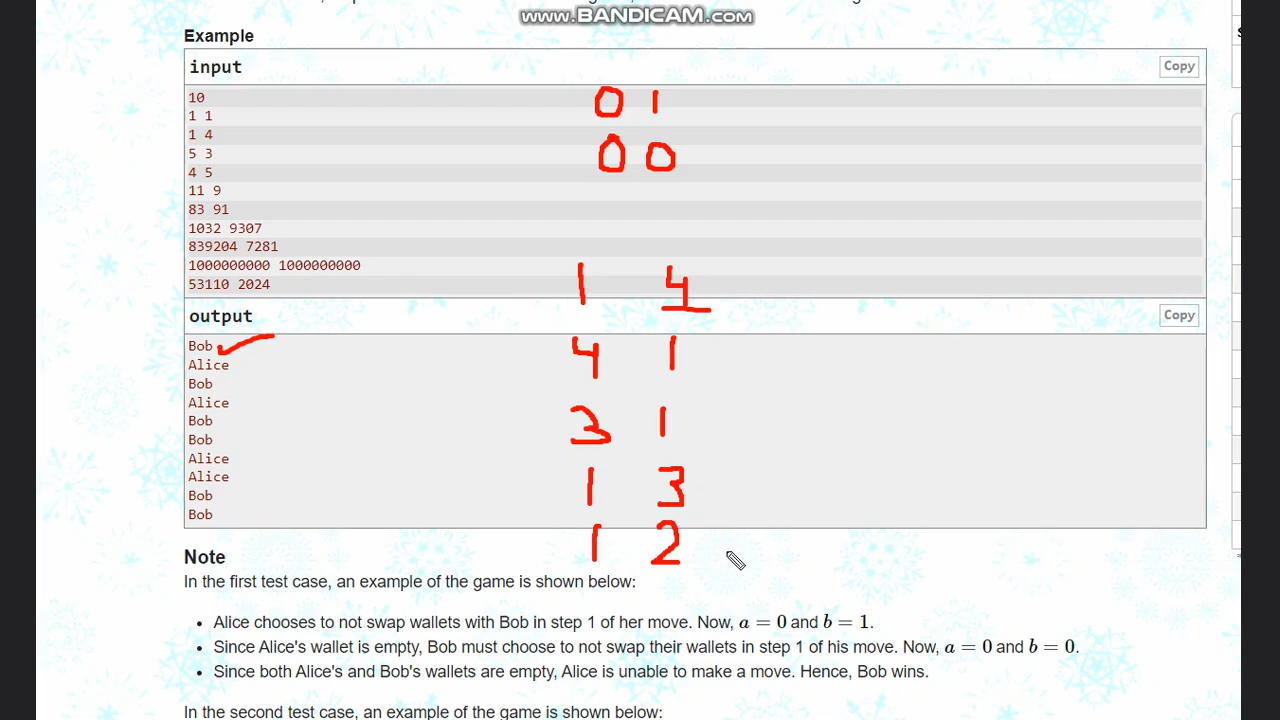 www.BANDICAM.com
Example
input
Copy
10
1 1
1 4
5 3
4 5
11 9
83 91
1032 9307
839204 7281
1000000000 1000000000
53110 2024
0 1
0 0
1 4
output
Copy
Bob
Alice
Bob
Alice
Bob
Bob
Alice
Alice
Bob
Bob
4 1
3 1
1 3
1 2
Note
In the first test case, an example of the game is shown below:
• Alice chooses to not swap wallets with Bob in step 1 of her move. Now, a = 0 and b = 1.
• Since Alice's wallet is empty, Bob must choose to not swap their wallets in step 1 of his move. Now, a = 0 and b = 0.
• Since both Alice's and Bob's wallets are empty, Alice is unable to make a move. Hence, Bob wins.
In the second test case, an example of the game is shown below: